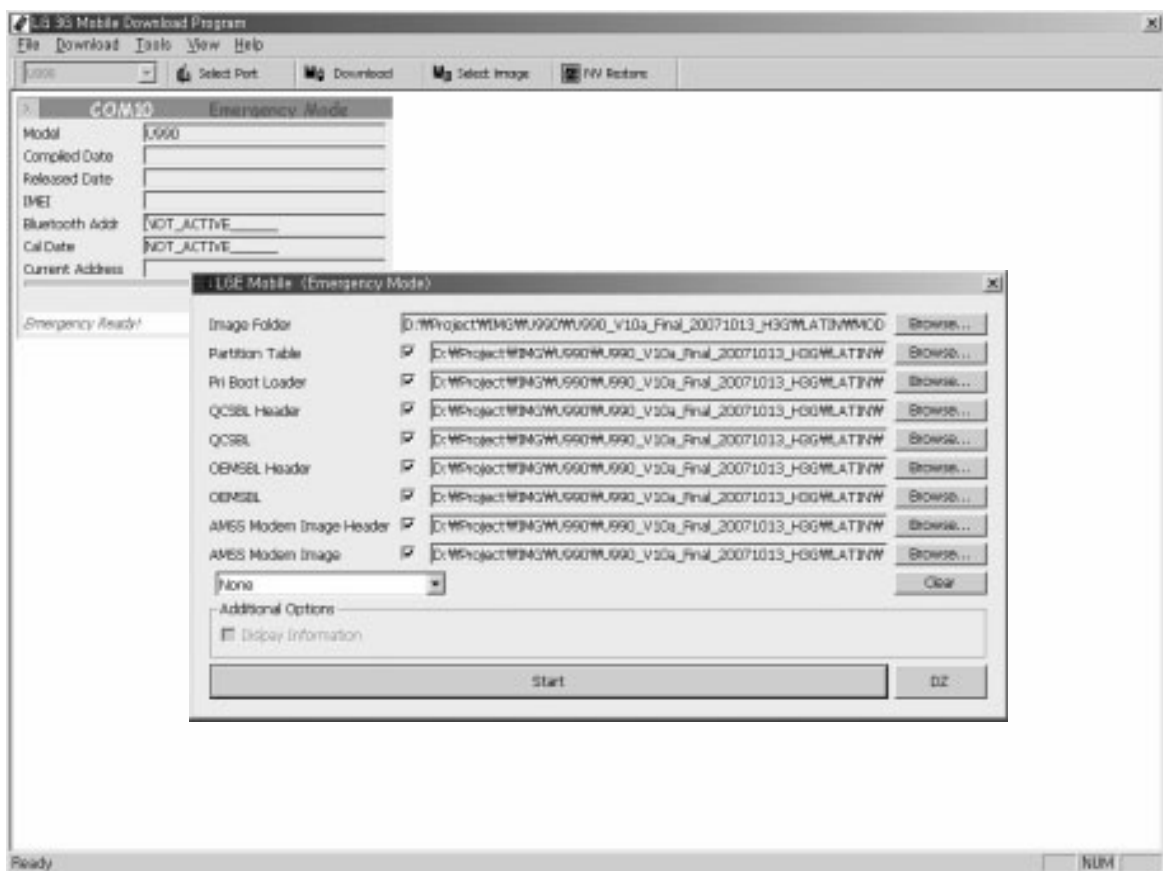 LG 3G Mobile Download Program
File Download Tools View Help
U990 Select Port Download Select Image NV Restore
COM10 Emergency Mode
Model U990
Compiled Date
Released Date
IMEI
Bluetooth Addr NOT_ACTIVE______
Cal Date NOT_ACTIVE______
Current Address
Emergency Ready!
LGE Mobile (Emergency Mode)
Image Folder D:₩Project₩IMG₩U990₩U990_V10a_Final_20071013_H3G₩LATIN₩MOD Browse...
Partition Table D:₩Project₩IMG₩U990₩U990_V10a_Final_20071013_H3G₩LATIN₩ Browse...
Pri Boot Loader D:₩Project₩IMG₩U990₩U990_V10a_Final_20071013_H3G₩LATIN₩ Browse...
QCSBL Header D:₩Project₩IMG₩U990₩U990_V10a_Final_20071013_H3G₩LATIN₩ Browse...
QCSBL D:₩Project₩IMG₩U990₩U990_V10a_Final_20071013_H3G₩LATIN₩ Browse...
OEMSBL Header D:₩Project₩IMG₩U990₩U990_V10a_Final_20071013_H3G₩LATIN₩ Browse...
OEMSBL D:₩Project₩IMG₩U990₩U990_V10a_Final_20071013_H3G₩LATIN₩ Browse...
AMSS Modem Image Header D:₩Project₩IMG₩U990₩U990_V10a_Final_20071013_H3G₩LATIN₩ Browse...
AMSS Modem Image D:₩Project₩IMG₩U990₩U990_V10a_Final_20071013_H3G₩LATIN₩ Browse...
None Clear
Additional Options
Dispay Information
Start DZ
Ready NUM